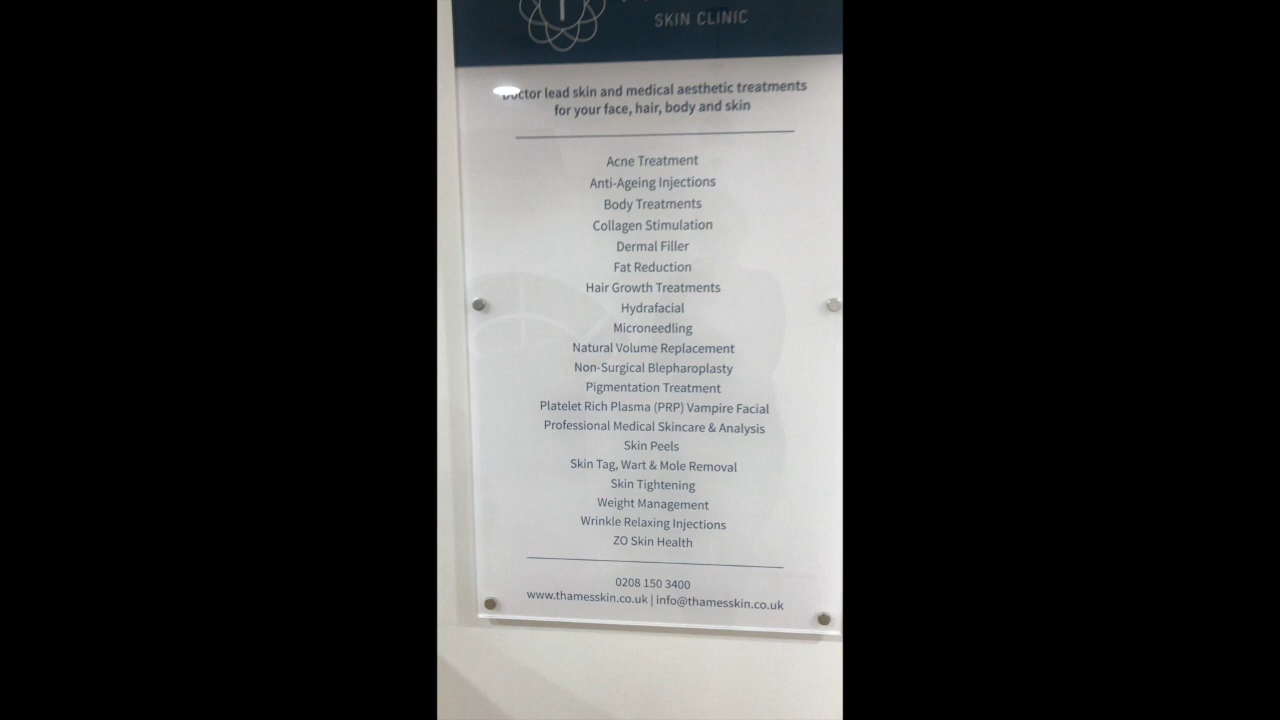 SKIN CLINIC
Doctor lead skin and medical aesthetic treatments
for your face, hair, body and skin
Acne Treatment
Anti-Ageing Injections
Body Treatments
Collagen Stimulation
Dermal Filler
Fat Reduction
Hair Growth Treatments
Hydrafacial
Microneedling
Natural Volume Replacement
Non-Surgical Blepharoplasty
Pigmentation Treatment
Platelet Rich Plasma (PRP) Vampire Facial
Professional Medical Skincare & Analysis
Skin Peels
Skin Tag, Wart & Mole Removal
Skin Tightening
Weight Management
Wrinkle Relaxing Injections
ZO Skin Health
0208 150 3400
www.thamesskin.co.uk | info@thamesskin.co.uk